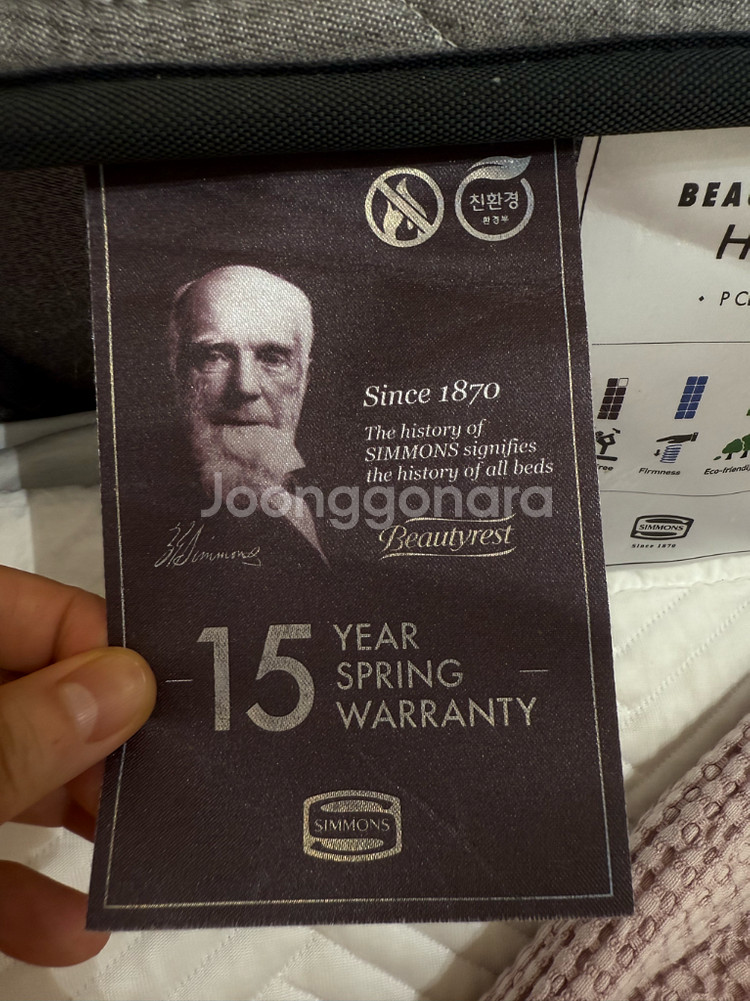 친환경
환경부
Since 1870
The history of
SIMMONS signifies
the history of all beds
Joonggonara
Beautyrest
Simmons
15 YEAR
SPRING
WARRANTY
SIMMONS
Firmness
SIMMONS
Since 1870